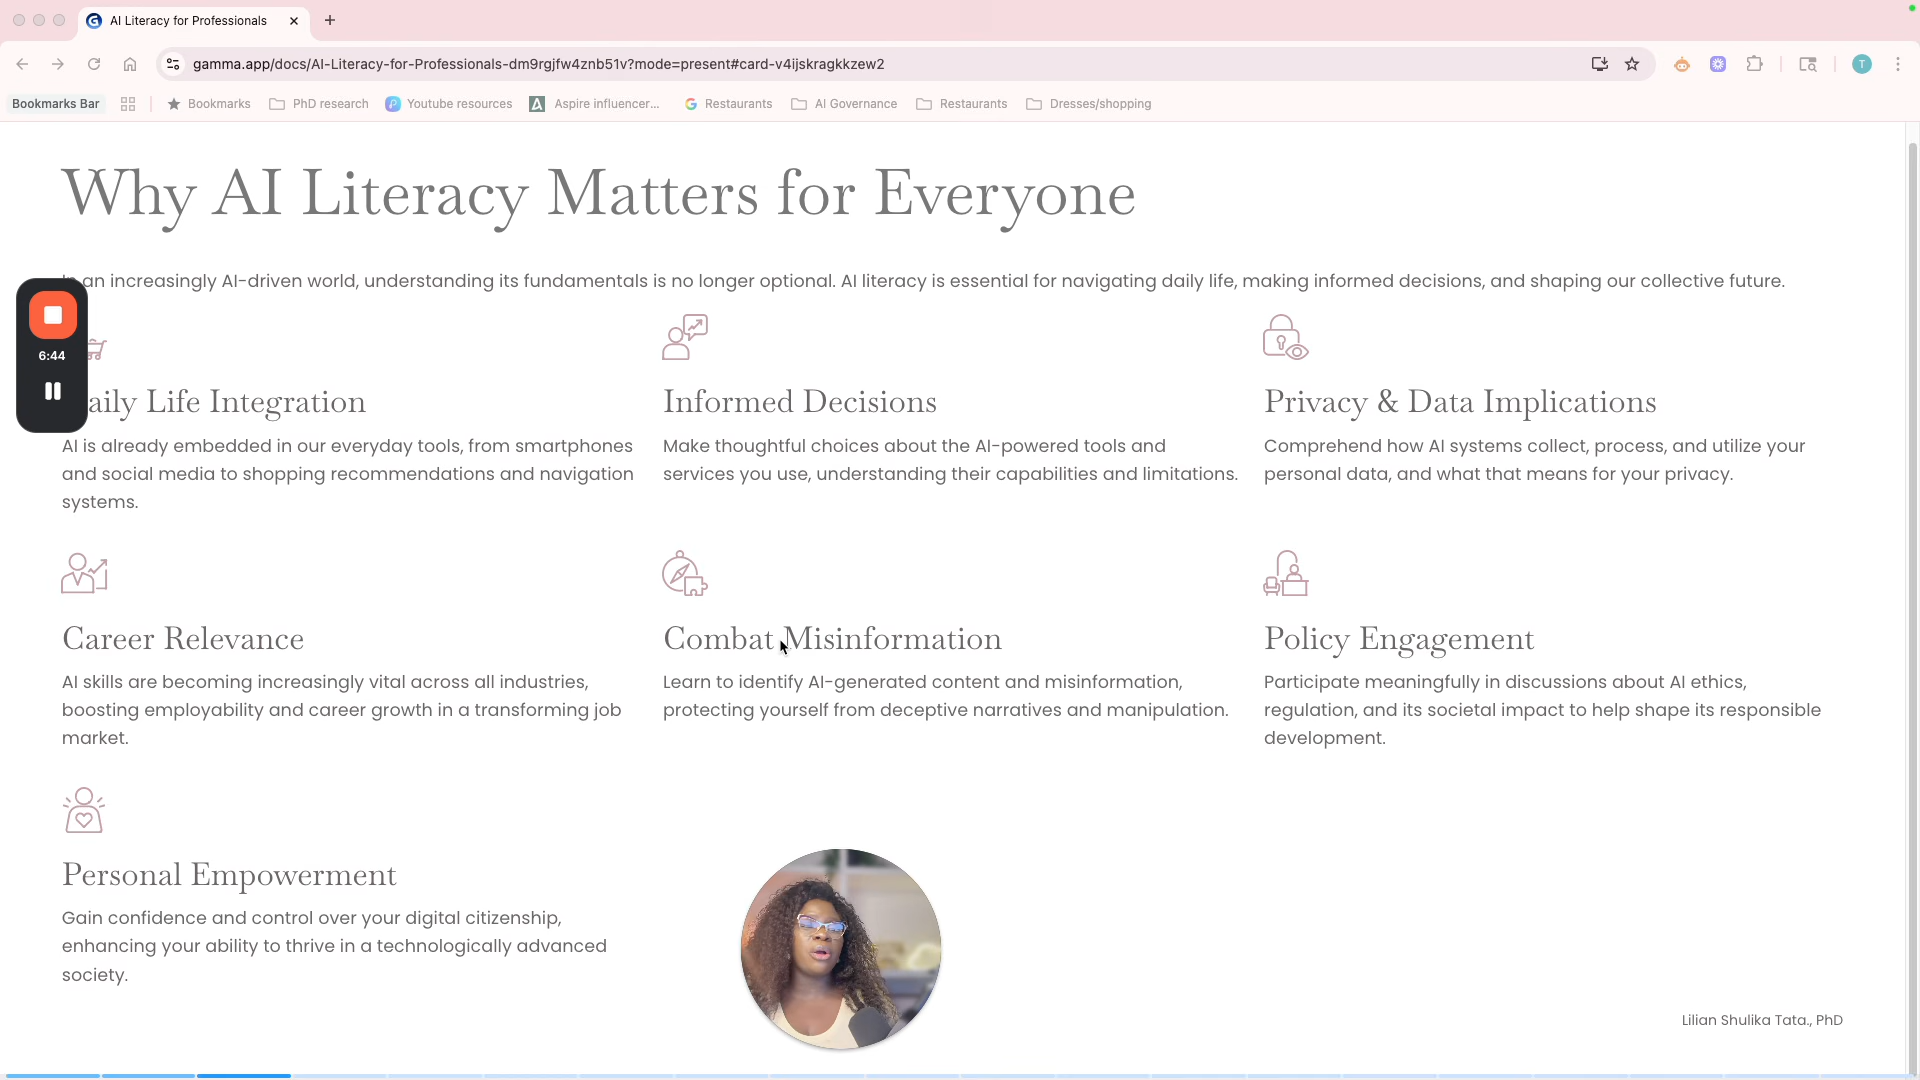 AI Literacy for Professionals
gamma.app/docs/AI-Literacy-for-Professionals-dm9rgjfw4znb51v?mode=present#card-v4ijskragkkzew2
T
Bookmarks Bar
Bookmarks
PhD research
Youtube resources
Aspire influencer...
Restaurants
AI Governance
Restaurants
Dresses/shopping
Why AI Literacy Matters for Everyone
an increasingly AI-driven world, understanding its fundamentals is no longer optional. AI literacy is essential for navigating daily life, making informed decisions, and shaping our collective future.
6:44
aily Life Integration
AI is already embedded in our everyday tools, from smartphones
and social media to shopping recommendations and navigation
systems.
Informed Decisions
Make thoughtful choices about the AI-powered tools and
services you use, understanding their capabilities and limitations.
Privacy & Data Implications
Comprehend how AI systems collect, process, and utilize your
personal data, and what that means for your privacy.
Career Relevance
AI skills are becoming increasingly vital across all industries,
boosting employability and career growth in a transforming job
market.
Combat Misinformation
Learn to identify AI-generated content and misinformation,
protecting yourself from deceptive narratives and manipulation.
Policy Engagement
Participate meaningfully in discussions about AI ethics,
regulation, and its societal impact to help shape its responsible
development.
Personal Empowerment
Gain confidence and control over your digital citizenship,
enhancing your ability to thrive in a technologically advanced
society.
Lilian Shulika Tata., PhD